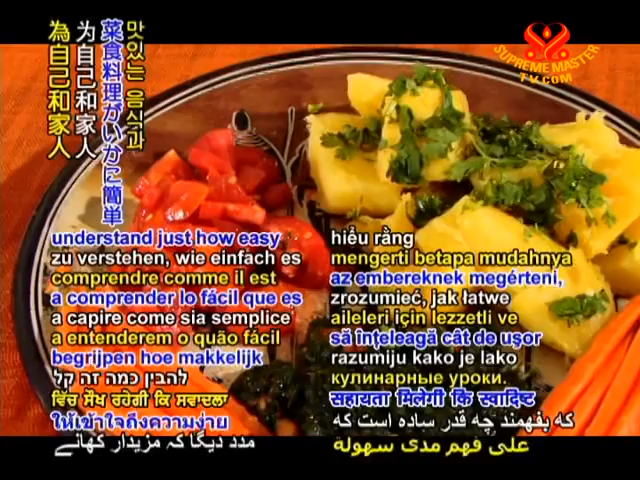 SUPREME MASTER
TV.COM
為自己和家人
为自己和家人
菜食料理がいかに簡単
맛있는 음식과
understand just how easy
zu verstehen, wie einfach es
comprendre comme il est
a comprender lo fácil que es
a capire come sia semplice
a entenderem o quão fácil
begrijpen hoe makkelijk
להבין כמה זה קל
ਵਿੱਚ ਸੌਖ ਰਹੇਗੀ ਕਿ ਸਵਾਦਲਾ
ให้เข้าใจถึงความง่าย
مدد دیگا کہ مزیدار کھانے
hiểu rằng
mengerti betapa mudahnya
az embereknek megérteni,
zrozumieć, jak łatwe
aileleri için lezzetli ve
să înţeleagă cât de uşor
razumiju kako je lako
кулинарные уроки.
सहायता मिलेगी कि स्वादिष्ट
که بفهمند چه قدر ساده است که
على فهم مدى سهولة